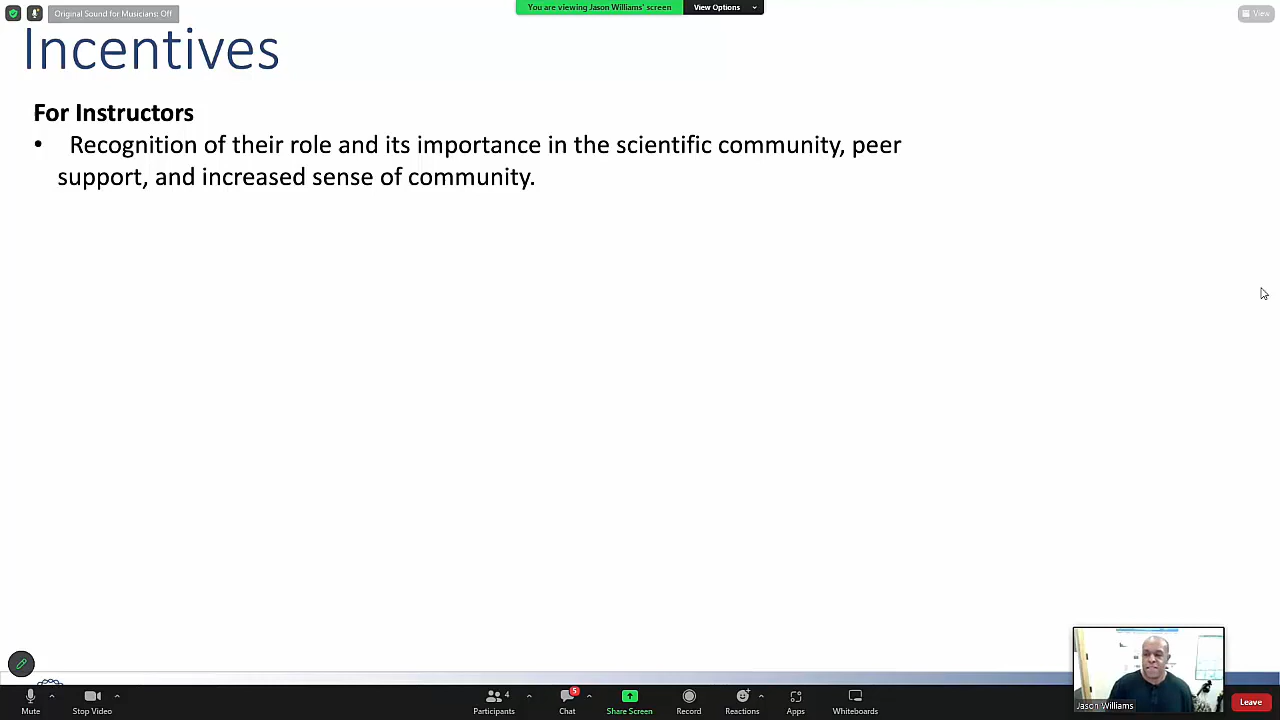 Original Sound for Musicians: Off
You are viewing Jason Williams' screen
View Options
View
Incentives
For Instructors
• Recognition of their role and its importance in the scientific community, peer
support, and increased sense of community.
Jason Williams
Mute
Stop Video
4
Participants
5
Chat
Share Screen
Record
Reactions
Apps
Whiteboards
Leave